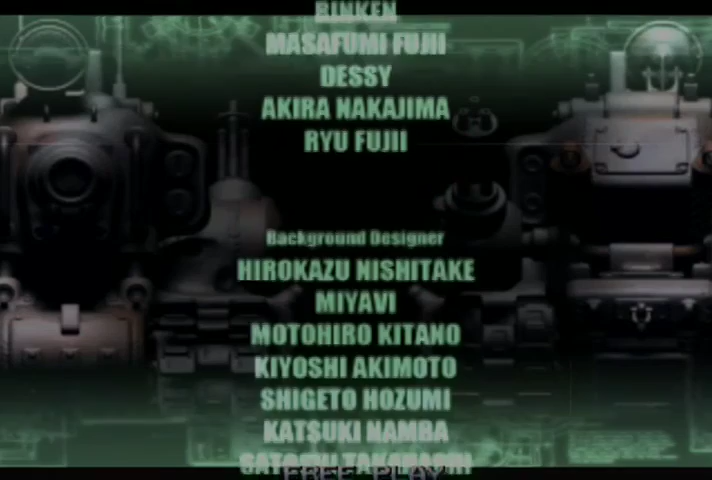 RINKEN
MASAFUMI FUJII
DESSY
AKIRA NAKAJIMA
RYU FUJII
Background Designer
HIROKAZU NISHITAKE
MIYAVI
MOTOHIRO KITANO
KIYOSHI AKIMOTO
SHIGETO HOZUMI
KATSUKI NAMBA
FREE PLAY